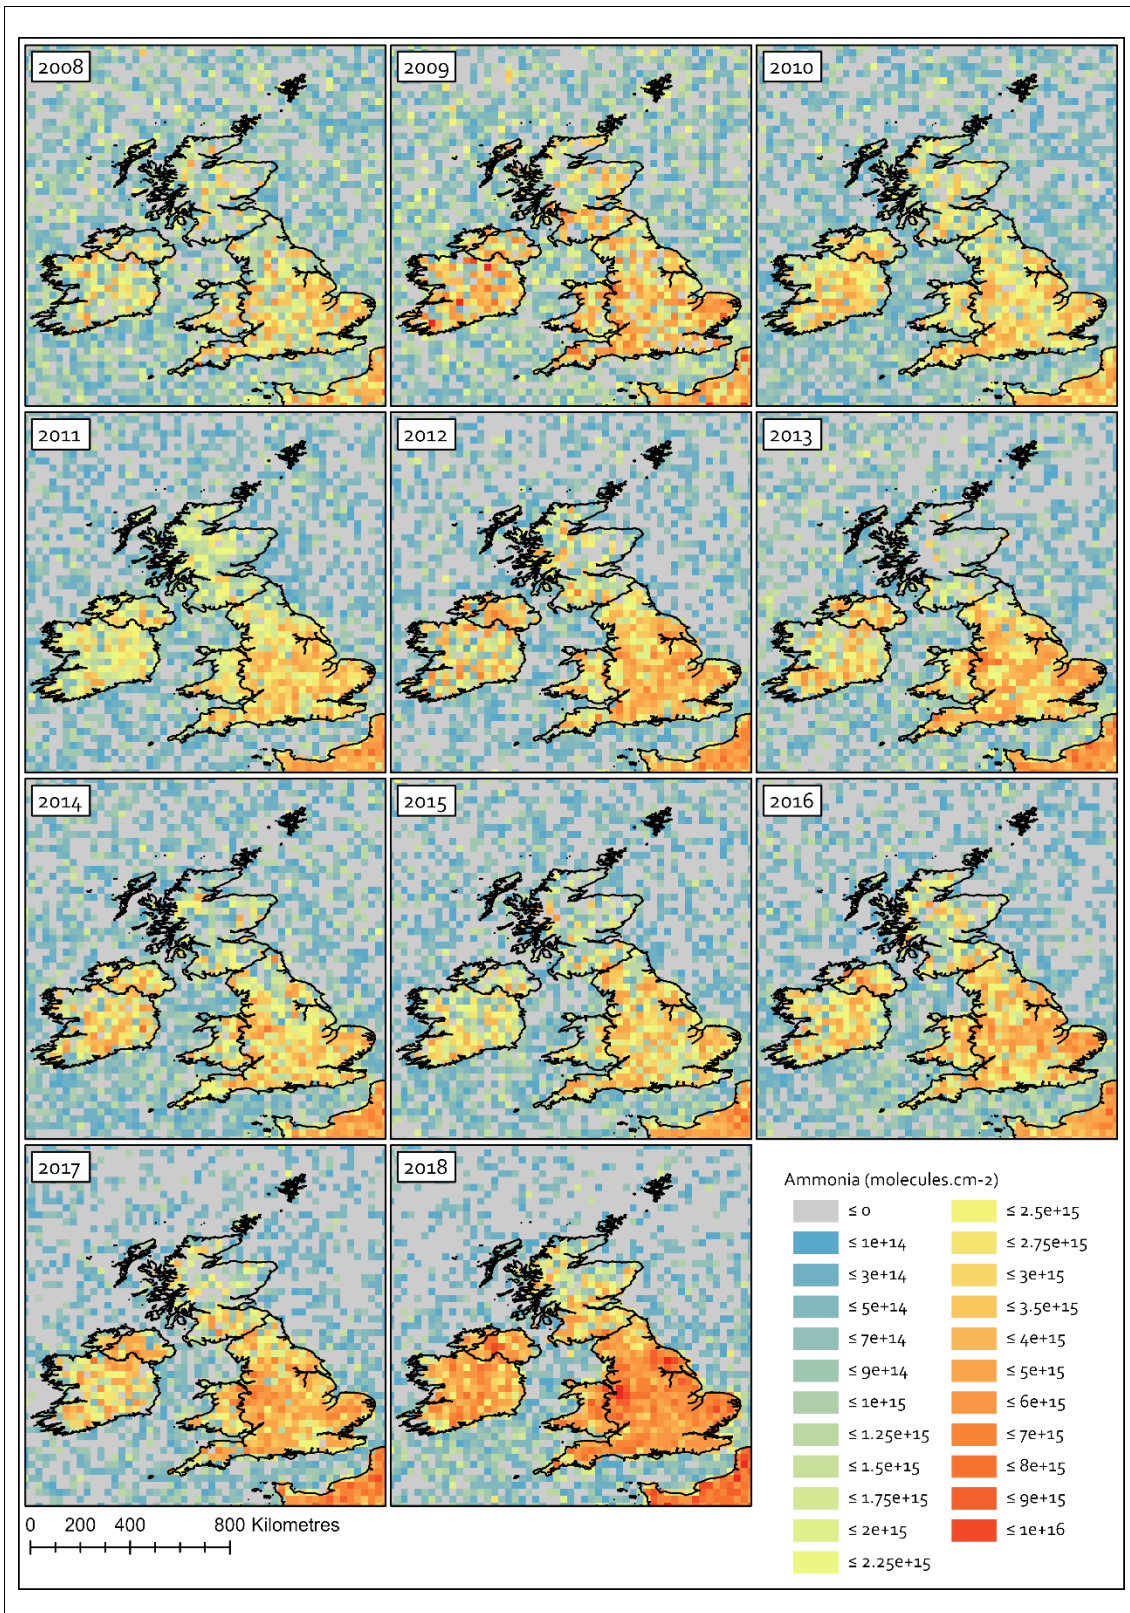 2008
2009
2010
2011
2012
2013
2014
2015
2016
2017
2018
Ammonia (molecules.cm-2)
≤ 0
≤ 1e+14
≤ 3e+14
≤ 5e+14
≤ 7e+14
≤ 9e+14
≤ 1e+15
≤ 1.25e+15
≤ 1.5e+15
≤ 1.75e+15
≤ 2e+15
≤ 2.25e+15
≤ 2.5e+15
≤ 2.75e+15
≤ 3e+15
≤ 3.5e+15
≤ 4e+15
≤ 5e+15
≤ 6e+15
≤ 7e+15
≤ 8e+15
≤ 9e+15
≤ 1e+16
0 200 400 800 Kilometres